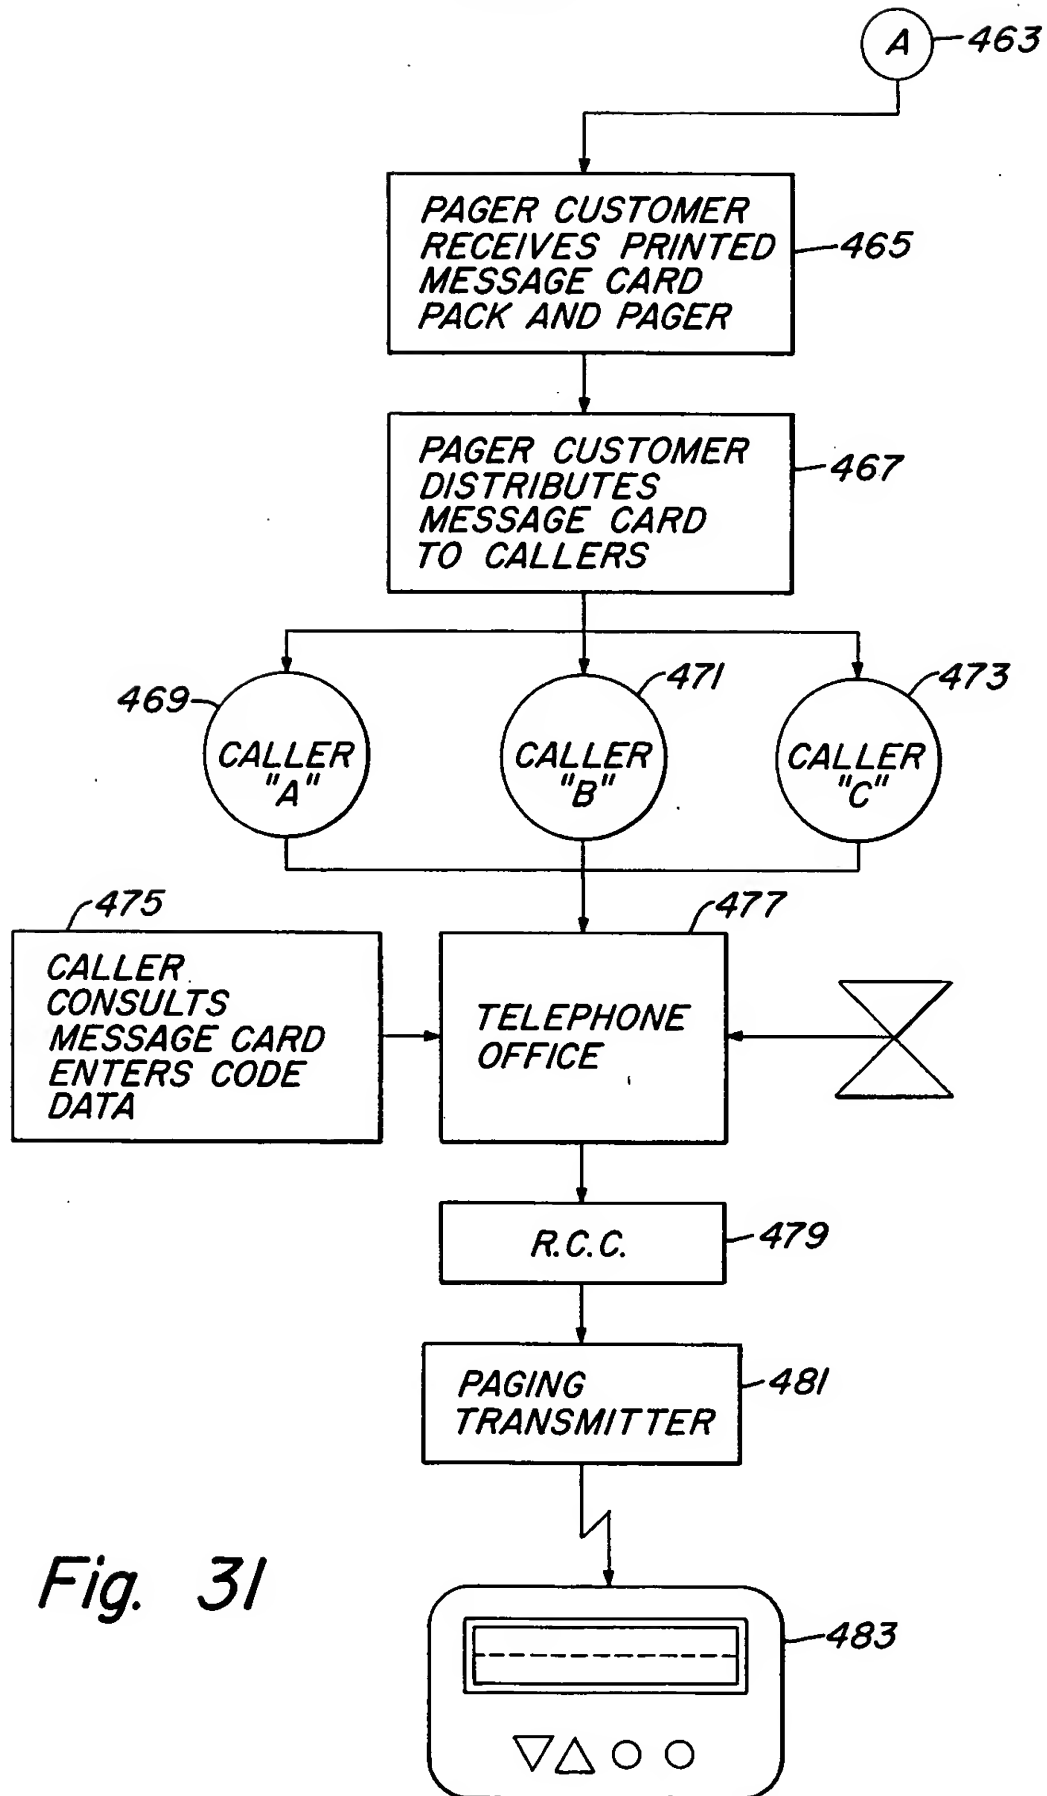 A
463
PAGER CUSTOMER
RECEIVES PRINTED
MESSAGE CARD
PACK AND PAGER
465
PAGER CUSTOMER
DISTRIBUTES
MESSAGE CARD
TO CALLERS
467
469
CALLER
"A"
471
CALLER
"B"
473
CALLER
"C"
475
CALLER
CONSULTS
MESSAGE CARD
ENTERS CODE
DATA
477
TELEPHONE
OFFICE
R.C.C.
479
PAGING
TRANSMITTER
481
Fig. 31
483